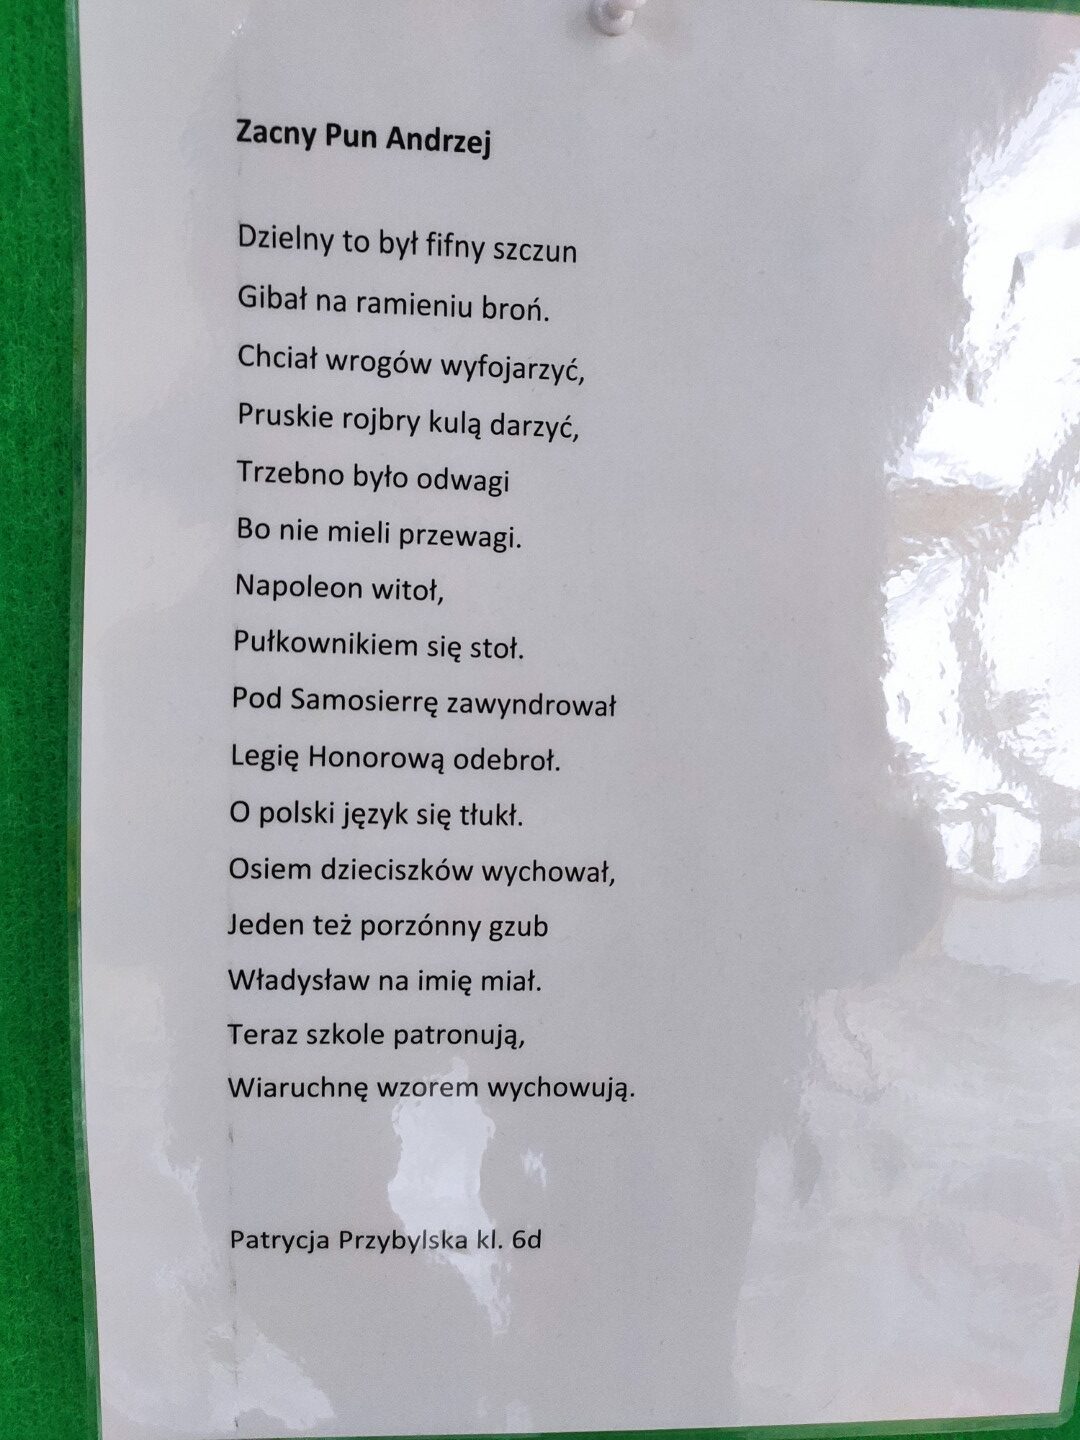 Zacny Pun Andrzej
Dzielny to był fifny szczun
Gibał na ramieniu broń.
Chciał wrogów wyfojarzyć,
Pruskie rojbry kulą darzyć,
Trzebno było odwagi
Bo nie mieli przewagi.
Napoleon witoł,
Pułkownikiem się stoł.
Pod Samosierrę zawyndrował
Legię Honorową odebroł.
O polski język się tłukł.
Osiem dzieciszków wychował,
Jeden też porzónny gzub
Władysław na imię miał.
Teraz szkole patronują,
Wiaruchnę wzorem wychowują.
Patrycja Przybylska kl. 6d